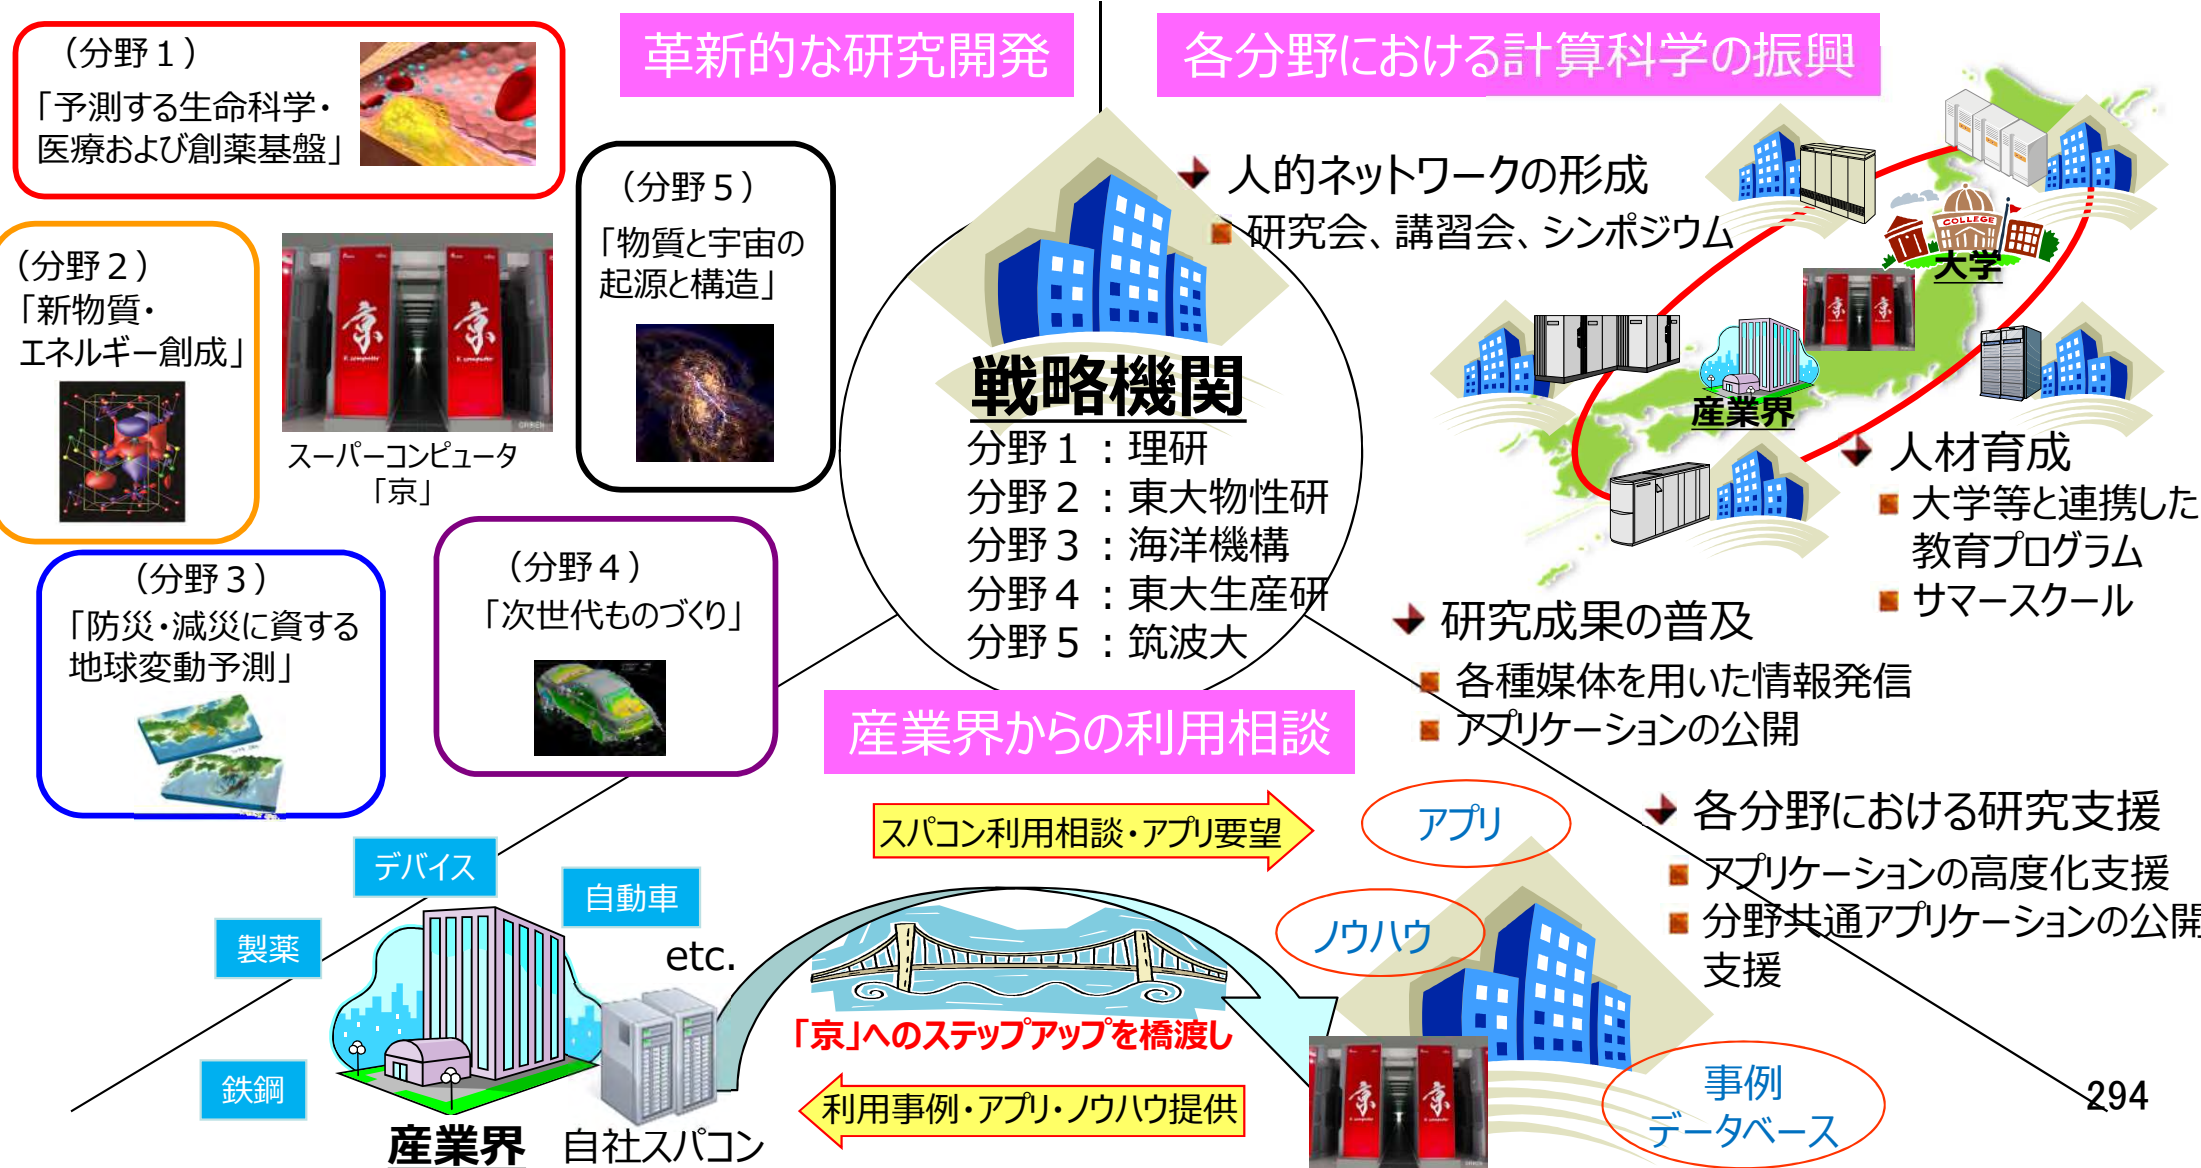 革新的な研究開発
各分野における計算科学の振興
（分野１）
「予測する生命科学・
医療および創薬基盤」
（分野２）
「新物質・
エネルギー創成」
京
K computer
京
K computer
©RIKEN
スーパーコンピュータ
「京」
（分野５）
「物質と宇宙の
起源と構造」
（分野３）
「防災・減災に資する
地球変動予測」
（分野４）
「次世代ものづくり」
戦略機関
分野１：理研
分野２：東大物性研
分野３：海洋機構
分野４：東大生産研
分野５：筑波大
人的ネットワークの形成
研究会、講習会、シンポジウム
COLLEGE
大学
京
京
産業界
人材育成
大学等と連携した
教育プログラム
サマースクール
研究成果の普及
各種媒体を用いた情報発信
アプリケーションの公開
各分野における研究支援
アプリケーションの高度化支援
分野共通アプリケーションの公開
支援
産業界からの利用相談
スパコン利用相談・アプリ要望
アプリ
ノウハウ
デバイス
自動車
製薬
etc.
鉄鋼
「京」へのステップアップを橋渡し
利用事例・アプリ・ノウハウ提供
産業界
自社スパコン
京
京
事例
データベース
294